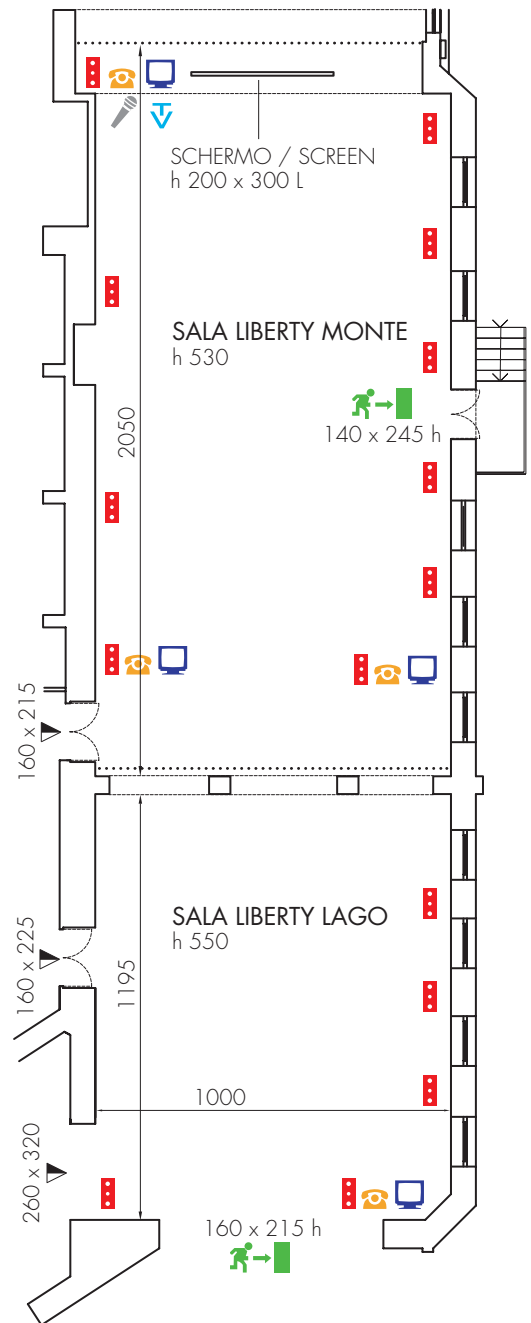 SCHERMO / SCREEN
h 200 x 300 L
SALA LIBERTY MONTE
h 530
140 x 245 h
2050
160 x 215
SALA LIBERTY LAGO
h 550
160 x 225
1195
1000
260 x 320
160 x 215 h